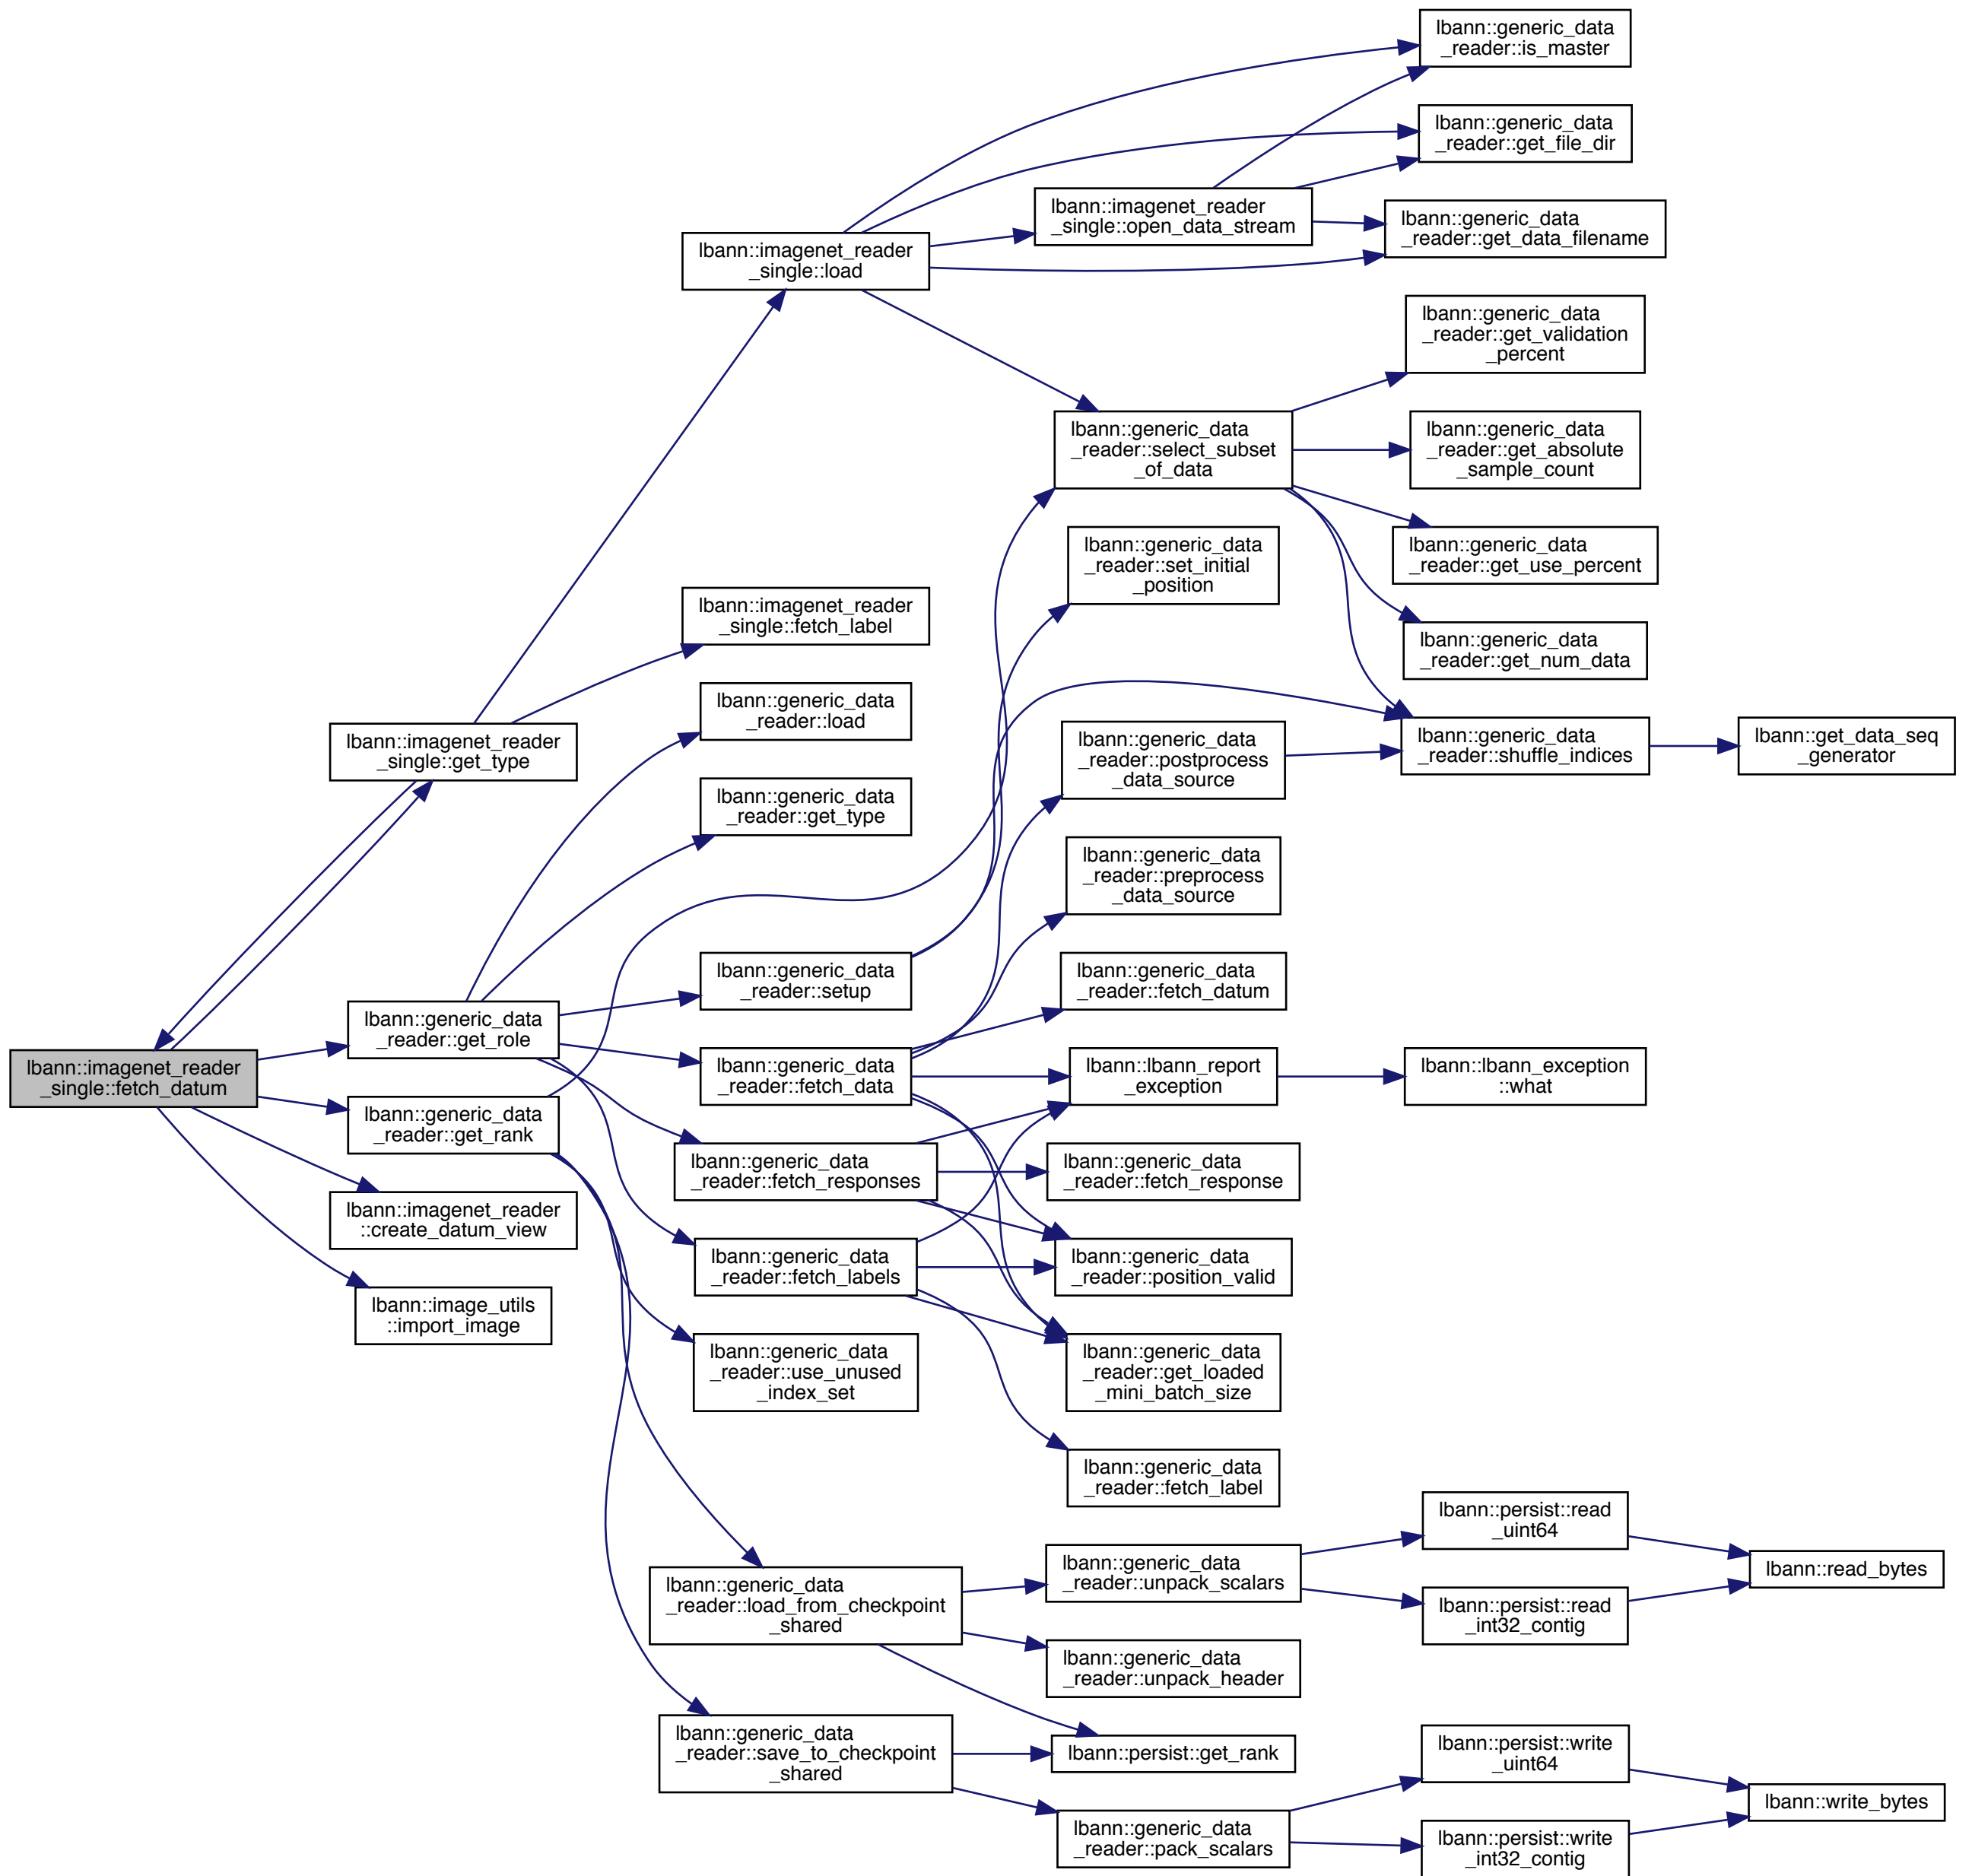 lbann::generic_data
_reader::is_master
lbann::generic_data
_reader::get_file_dir
lbann::imagenet_reader
_single::open_data_stream
lbann::generic_data
_reader::get_data_filename
lbann::imagenet_reader
_single::load
lbann::generic_data
_reader::get_validation
_percent
lbann::generic_data
_reader::select_subset
_of_data
lbann::generic_data
_reader::get_absolute
_sample_count
lbann::generic_data
_reader::get_use_percent
lbann::generic_data
_reader::set_initial
_position
lbann::imagenet_reader
_single::fetch_label
lbann::generic_data
_reader::get_num_data
lbann::generic_data
_reader::load
lbann::imagenet_reader
_single::get_type
lbann::generic_data
_reader::postprocess
_data_source
lbann::generic_data
_reader::shuffle_indices
lbann::get_data_seq
_generator
lbann::generic_data
_reader::get_type
lbann::generic_data
_reader::preprocess
_data_source
lbann::generic_data
_reader::setup
lbann::generic_data
_reader::fetch_datum
lbann::generic_data
_reader::get_role
lbann::imagenet_reader
_single::fetch_datum
lbann::generic_data
_reader::fetch_data
lbann::lbann_report
_exception
lbann::lbann_exception
::what
lbann::generic_data
_reader::get_rank
lbann::generic_data
_reader::fetch_responses
lbann::generic_data
_reader::fetch_response
lbann::imagenet_reader
::create_datum_view
lbann::generic_data
_reader::fetch_labels
lbann::generic_data
_reader::position_valid
lbann::image_utils
::import_image
lbann::generic_data
_reader::use_unused
_index_set
lbann::generic_data
_reader::get_loaded
_mini_batch_size
lbann::generic_data
_reader::fetch_label
lbann::persist::read
_uint64
lbann::generic_data
_reader::load_from_checkpoint
_shared
lbann::generic_data
_reader::unpack_scalars
lbann::read_bytes
lbann::persist::read
_int32_contig
lbann::generic_data
_reader::unpack_header
lbann::generic_data
_reader::save_to_checkpoint
_shared
lbann::persist::get_rank
lbann::persist::write
_uint64
lbann::write_bytes
lbann::generic_data
_reader::pack_scalars
lbann::persist::write
_int32_contig